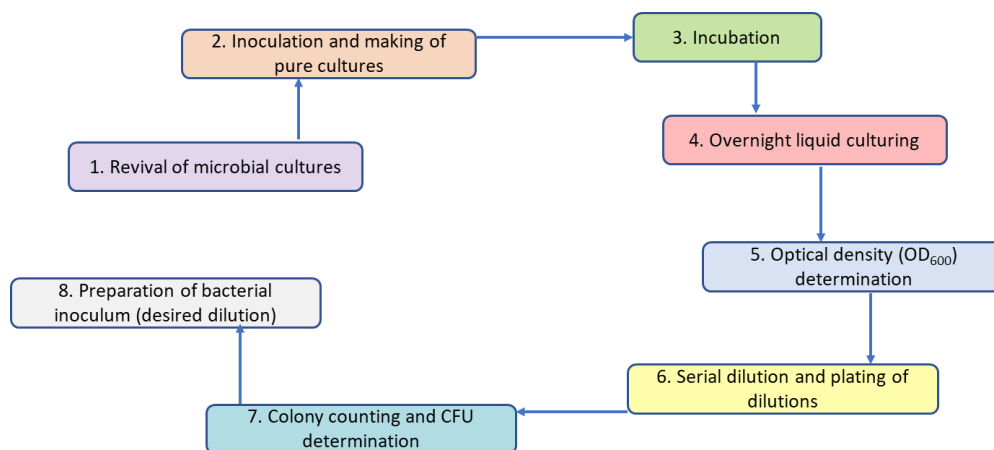 1. Revival of microbial cultures
2. Inoculation and making of
pure cultures
3. Incubation
4. Overnight liquid culturing
5. Optical density (OD₆₀₀)
determination
6. Serial dilution and plating of
dilutions
7. Colony counting and CFU
determination
8. Preparation of bacterial
inoculum (desired dilution)